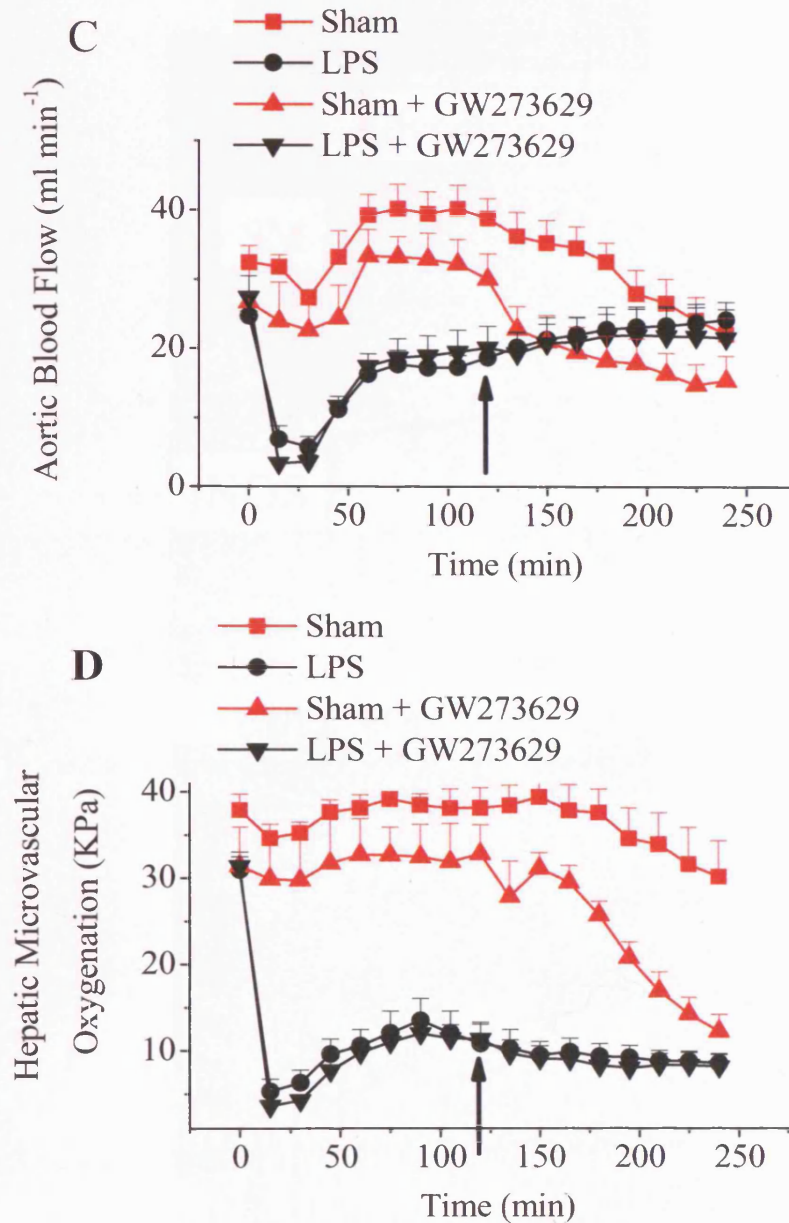 C
Sham
LPS
Sham + GW273629
LPS + GW273629
Aortic Blood Flow (ml min⁻¹)
40
20
0
0 50 100 150 200 250
Time (min)
D
Sham
LPS
Sham + GW273629
LPS + GW273629
Hepatic Microvascular
Oxygenation (KPa)
40
30
20
10
0 50 100 150 200 250
Time (min)